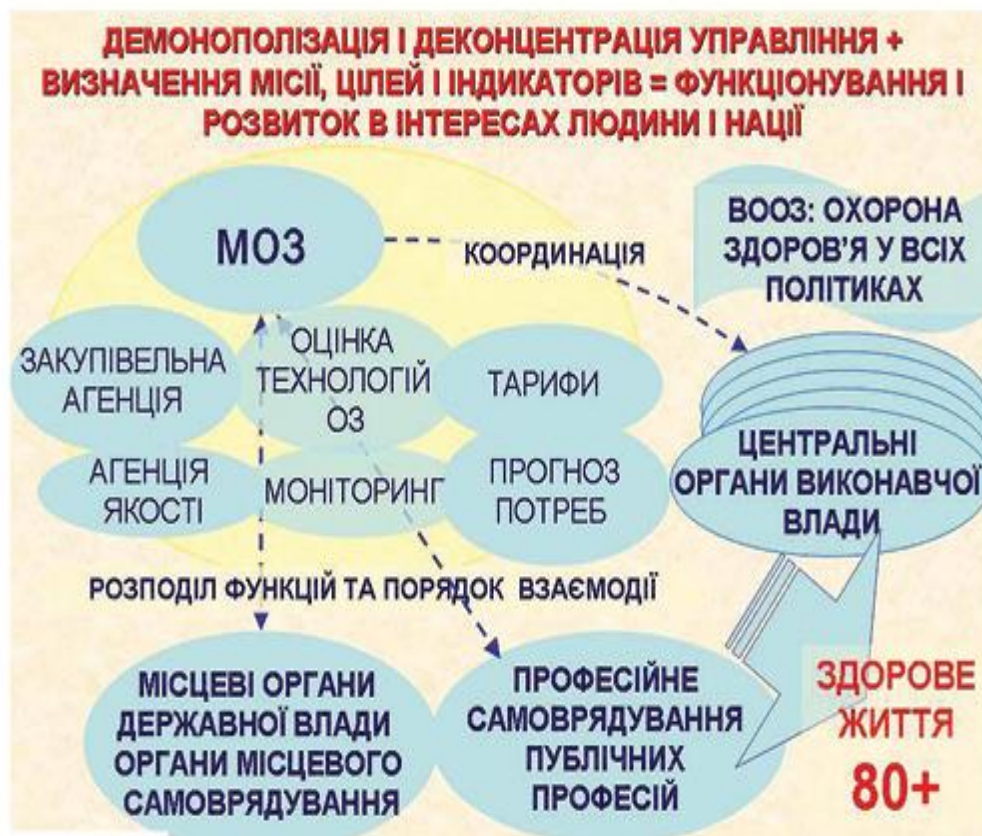 ДЕМОНОПОЛІЗАЦІЯ І ДЕКОНЦЕНТРАЦІЯ УПРАВЛІННЯ +
ВИЗНАЧЕННЯ МІСІЇ, ЦІЛЕЙ І ІНДИКАТОРІВ = ФУНКЦІОНУВАННЯ І
РОЗВИТОК В ІНТЕРЕСАХ ЛЮДИНИ І НАЦІЇ
МОЗ
КООРДИНАЦІЯ
ВООЗ: ОХОРОНА
ЗДОРОВ'Я У ВСІХ
ПОЛІТИКАХ
ЗАКУПІВЕЛЬНА
АГЕНЦІЯ
ОЦІНКА
ТЕХНОЛОГІЙ
ОЗ
ТАРИФИ
АГЕНЦІЯ
ЯКОСТІ
МОНІТОРИНГ
ПРОГНОЗ
ПОТРЕБ
ЦЕНТРАЛЬНІ
ОРГАНИ ВИКОНАВЧОЇ
ВЛАДИ
РОЗПОДІЛ ФУНКЦІЙ ТА ПОРЯДОК ВЗАЄМОДІЇ
МІСЦЕВІ ОРГАНИ
ДЕРЖАВНОЇ ВЛАДИ
ОРГАНИ МІСЦЕВОГО
САМОВРЯДУВАННЯ
ПРОФЕСІЙНЕ
САМОВРЯДУВАННЯ
ПУБЛІЧНИХ
ПРОФЕСІЙ
ЗДОРОВЕ
ЖИТТЯ
80+